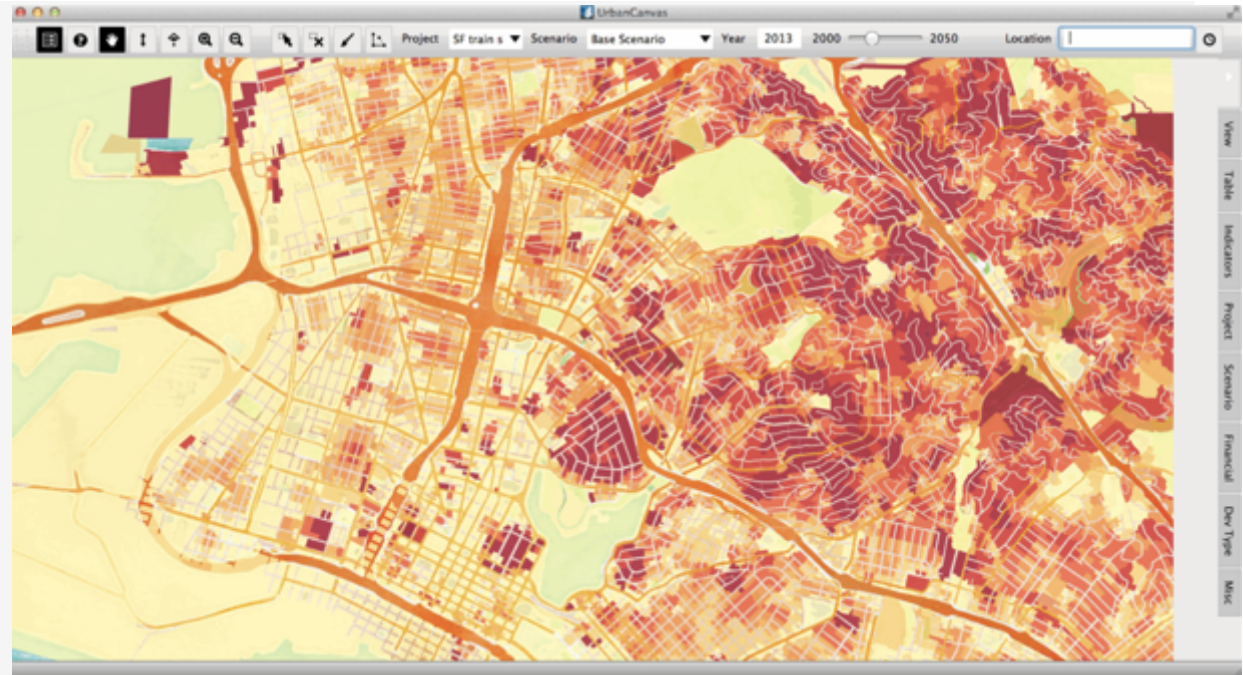 UrbanCanvas
Project SF train s Scenario Base Scenario Year 2013 2000 2050 Location
View
Table
Indicators
Project
Scenario
Financial
Dev Type
Misc